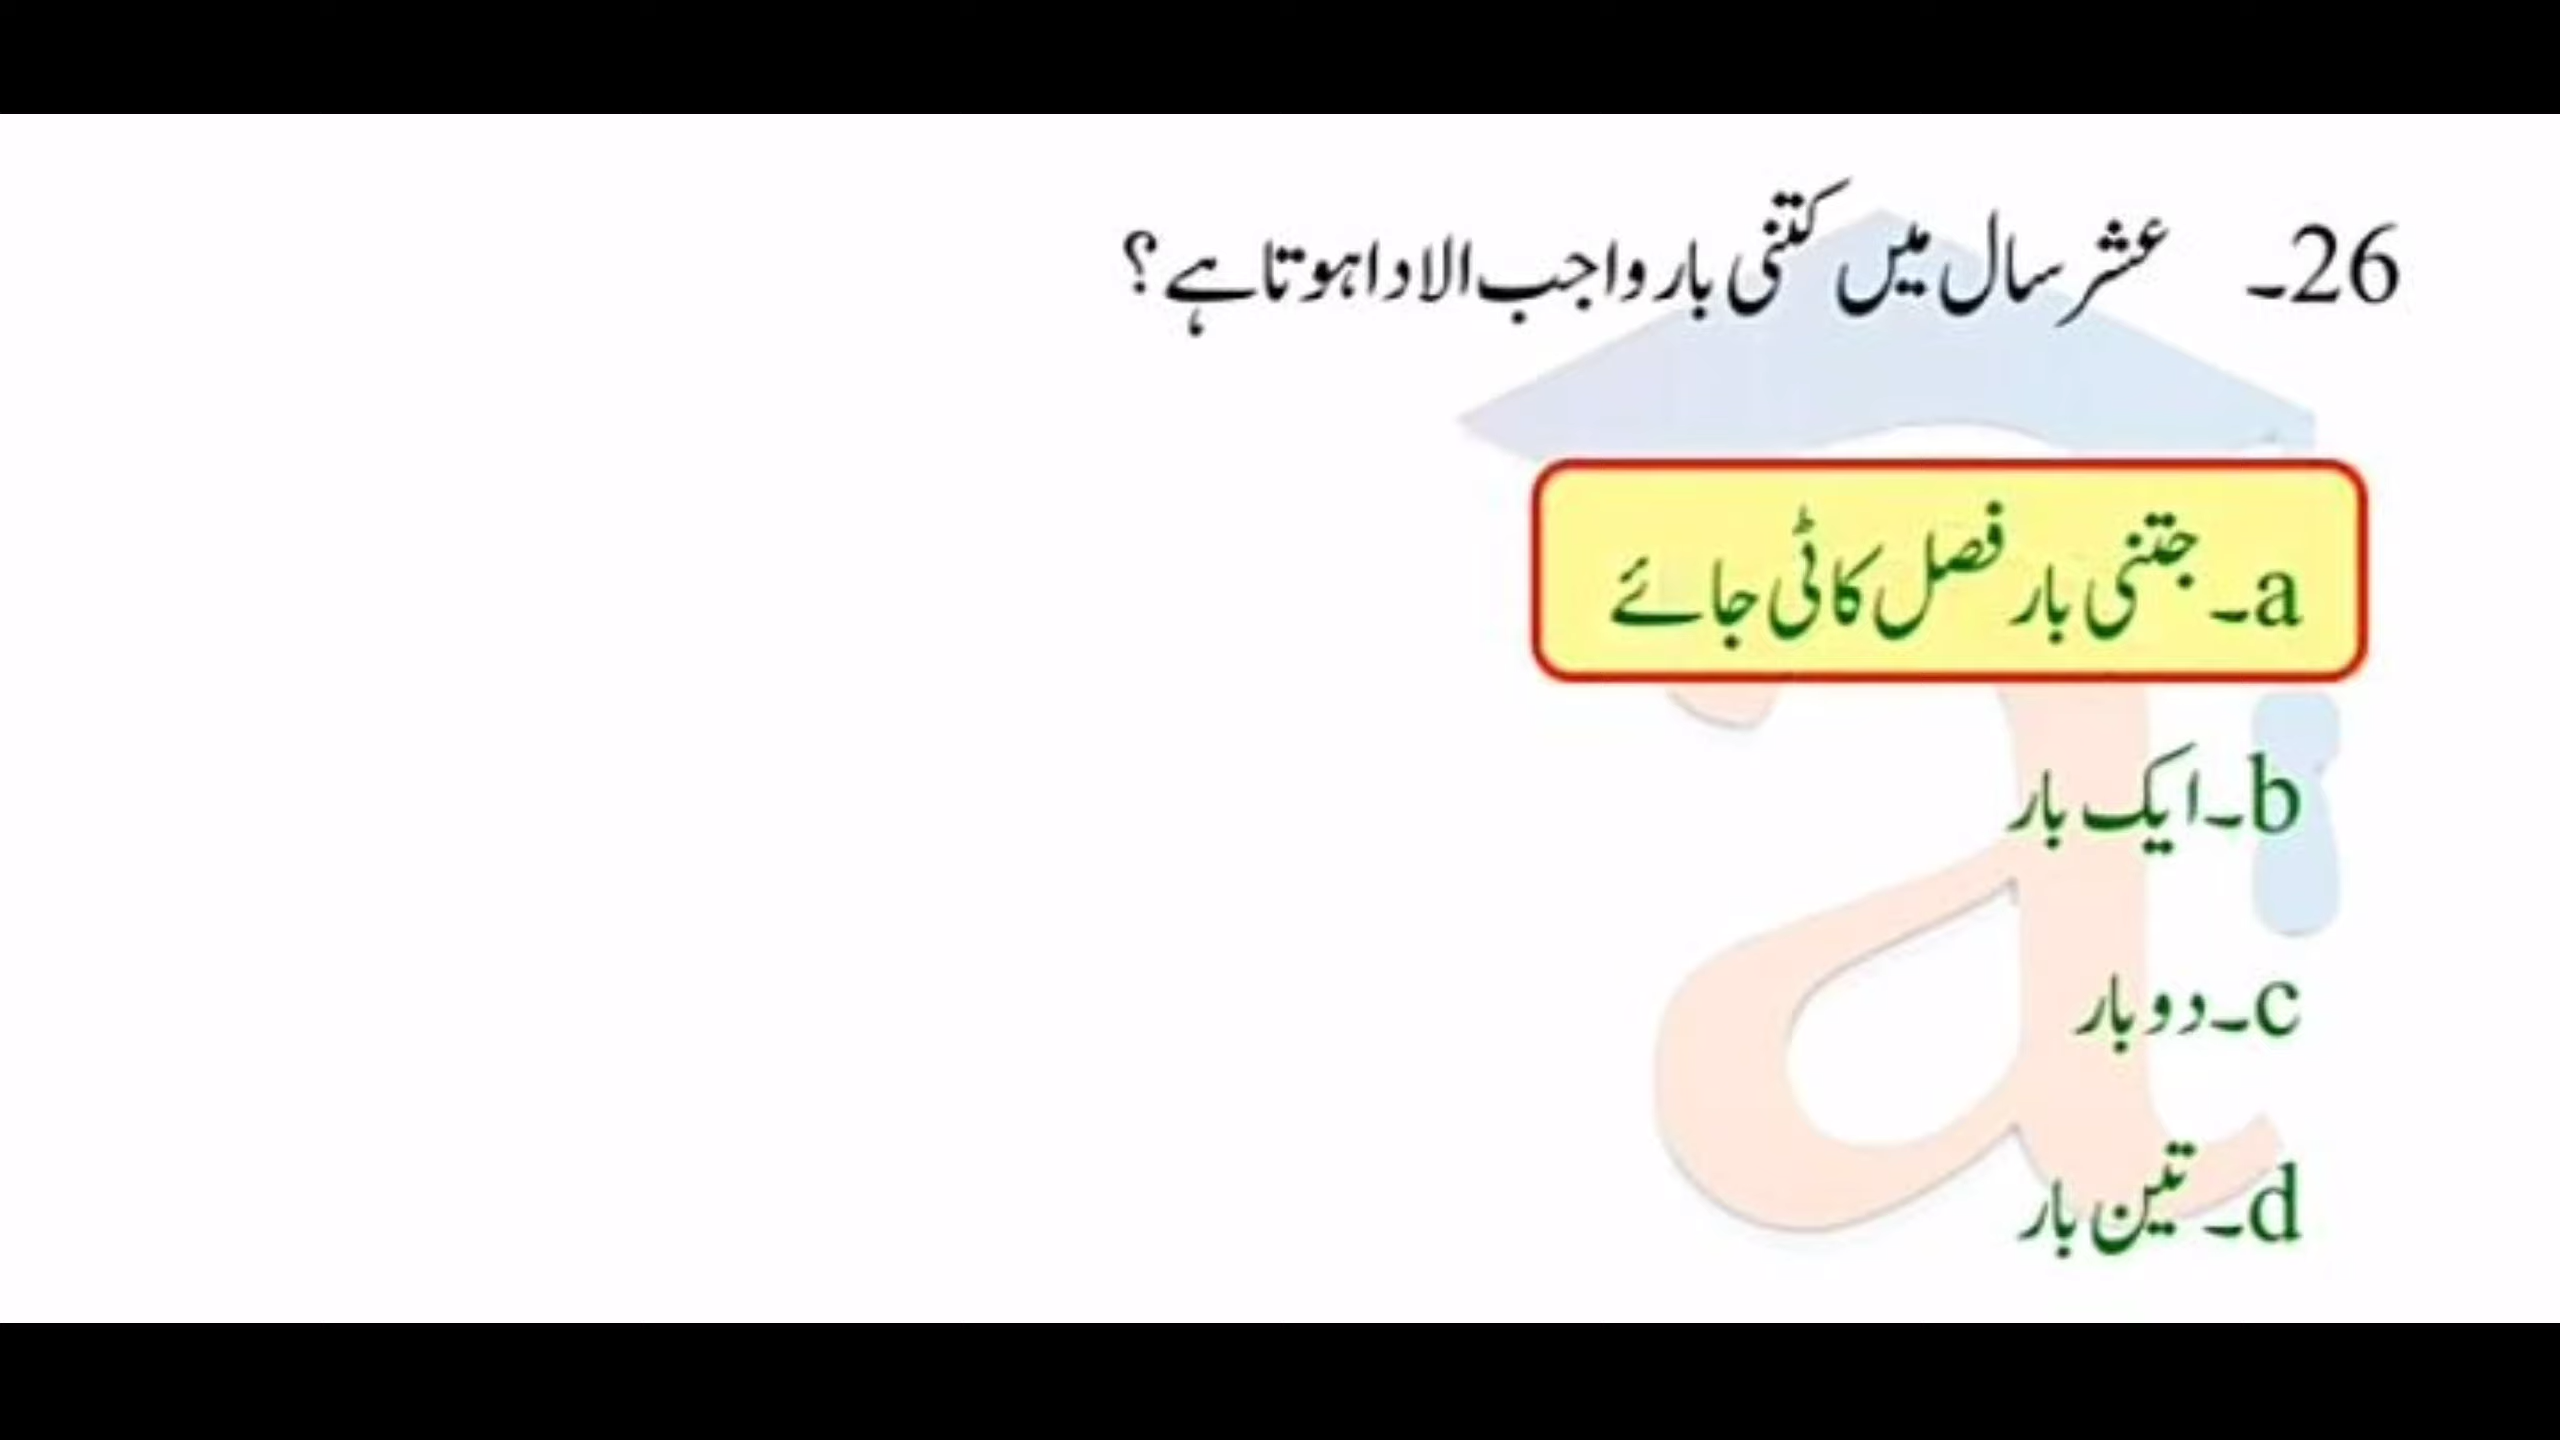 26۔ عشر سال میں کتنی بار واجب الادا ہوتا ہے؟
a۔ جتنی بار فصل کاٹی جائے
b۔ ایک بار
c۔ دو بار
d۔ تین بار